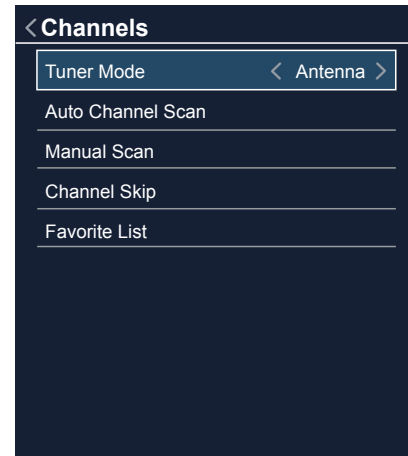 Channels
Tuner Mode < Antenna >
Auto Channel Scan
Manual Scan
Channel Skip
Favorite List